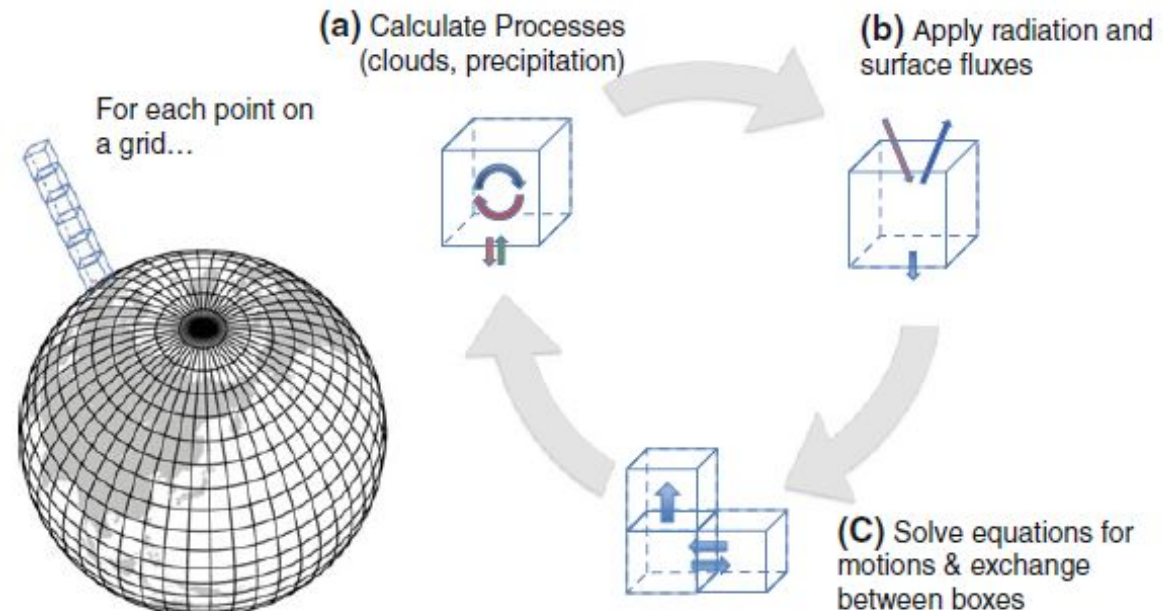 For each point on
a grid...
(a) Calculate Processes
(clouds, precipitation)
(b) Apply radiation and
surface fluxes
(C) Solve equations for
motions & exchange
between boxes